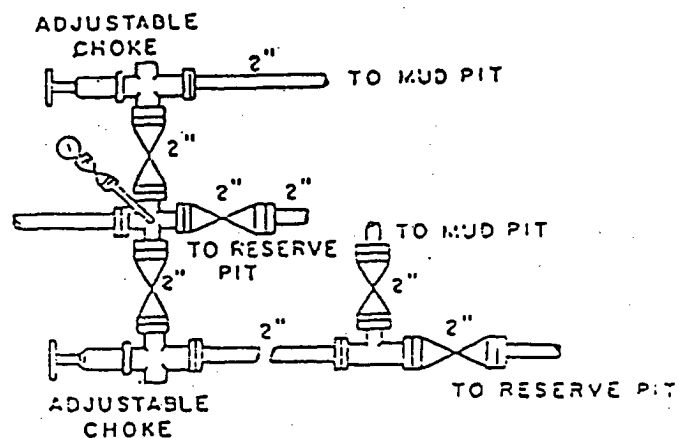 ADJUSTABLE
CHOKE
2"
TO MUD PIT
2"
2"
2"
TO RESERVE
PIT
TO MUD PIT
2"
2"
2"
2"
TO RESERVE PIT
ADJUSTABLE
CHOKE